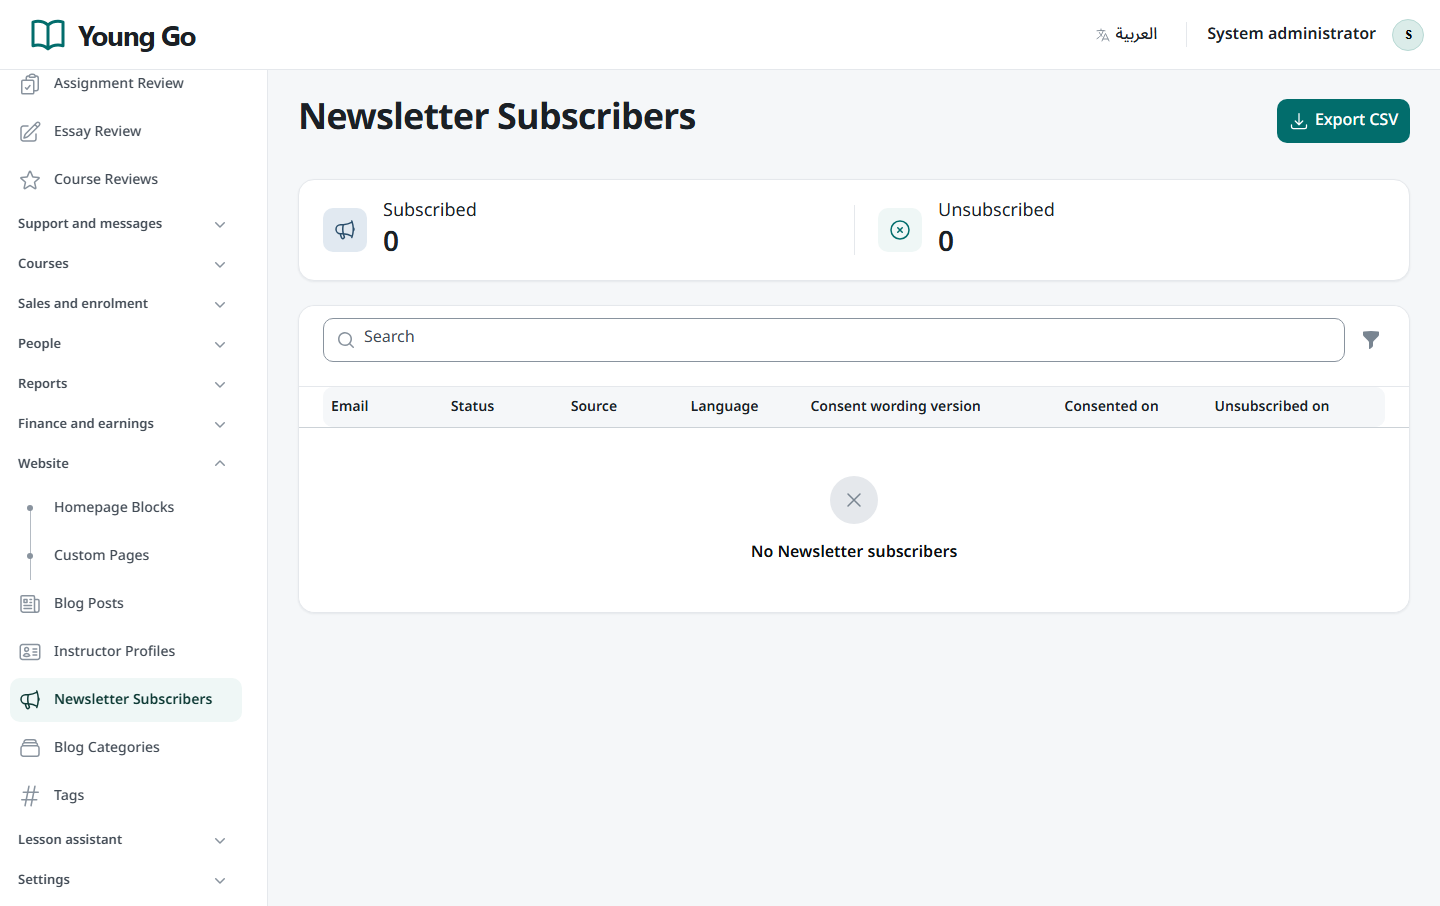 Young Go
العربية
System administrator
S
Assignment Review
Essay Review
Course Reviews
Support and messages
Courses
Sales and enrolment
People
Reports
Finance and earnings
Website
Homepage Blocks
Custom Pages
Blog Posts
Instructor Profiles
Newsletter Subscribers
Blog Categories
Tags
Lesson assistant
Settings
Newsletter Subscribers
Export CSV
Subscribed
0
Unsubscribed
0
Search
Email Status Source Language Consent wording version Consented on Unsubscribed on
No Newsletter subscribers